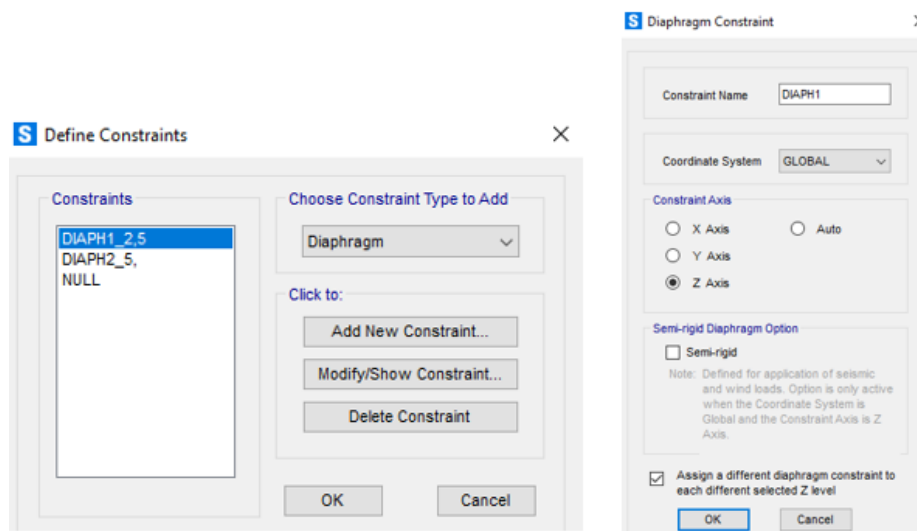 S Define Constraints
Constraints
DIAPH1_2,5
DIAPH2_5,
NULL
Choose Constraint Type to Add
Diaphragm
Click to:
Add New Constraint...
Modify/Show Constraint...
Delete Constraint
OK
Cancel
S Diaphragm Constraint
Constraint Name
DIAPH1
Coordinate System
GLOBAL
Constraint Axis
X Axis
Auto
Y Axis
Z Axis
Semi-rigid Diaphragm Option
Semi-rigid
Note: Defined for application of seismic
and wind loads. Option is only active
when the Coordinate System is
Global and the Constraint Axis is Z
Axis.
Assign a different diaphragm constraint to
each different selected Z level
OK
Cancel